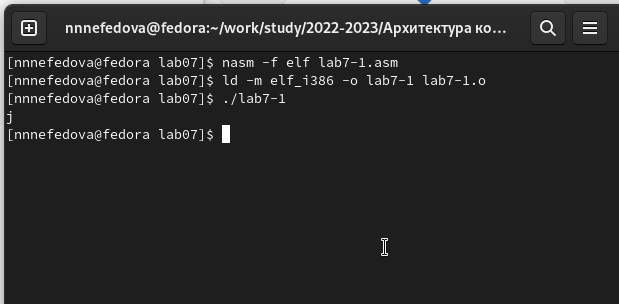 nnnefedova@fedora:~/work/study/2022-2023/Архитектура ко...
[nnnefedova@fedora lab07]$ nasm -f elf lab7-1.asm
[nnnefedova@fedora lab07]$ ld -m elf_i386 -o lab7-1 lab7-1.o
[nnnefedova@fedora lab07]$ ./lab7-1
j
[nnnefedova@fedora lab07]$